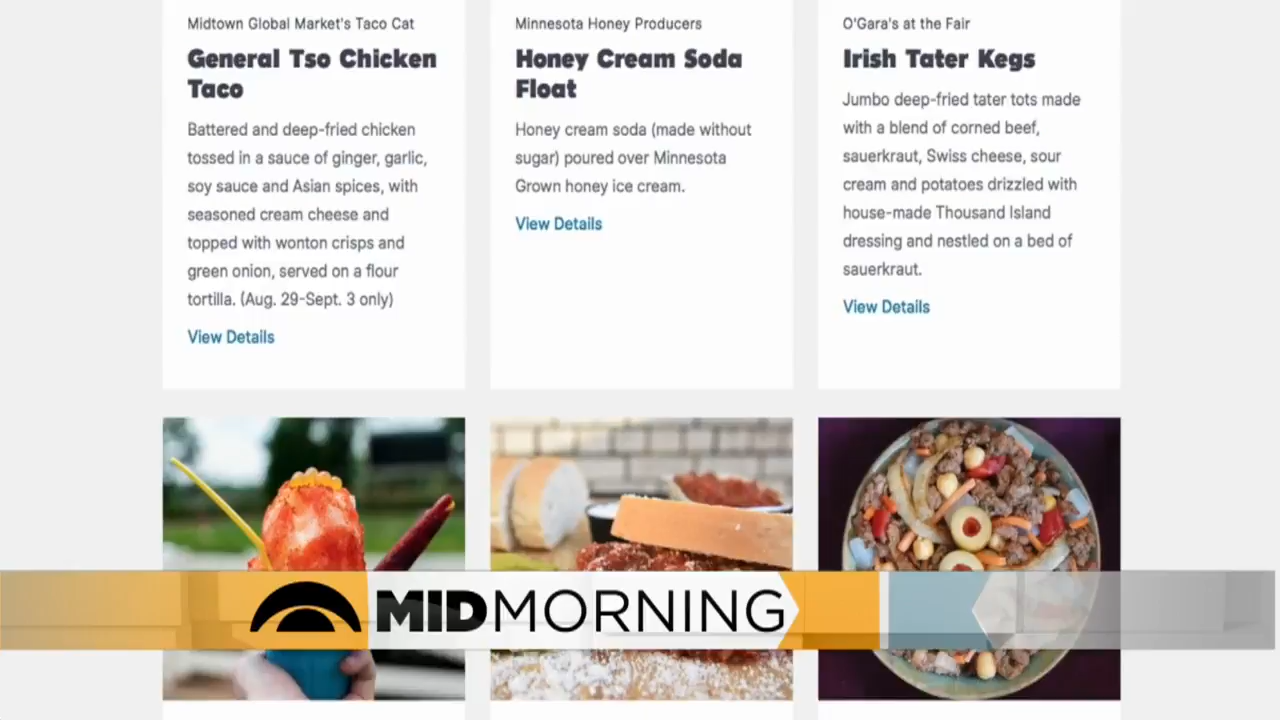 Midtown Global Market's Taco Cat
General Tso Chicken
Taco
Battered and deep-fried chicken
tossed in a sauce of ginger, garlic,
soy sauce and Asian spices, with
seasoned cream cheese and
topped with wonton crisps and
green onion, served on a flour
tortilla. (Aug. 29-Sept. 3 only)
View Details
Minnesota Honey Producers
Honey Cream Soda
Float
Honey cream soda (made without
sugar) poured over Minnesota
Grown honey ice cream.
View Details
O'Gara's at the Fair
Irish Tater Kegs
Jumbo deep-fried tater tots made
with a blend of corned beef,
sauerkraut, Swiss cheese, sour
cream and potatoes drizzled with
house-made Thousand Island
dressing and nestled on a bed of
sauerkraut.
View Details
MIDMORNING